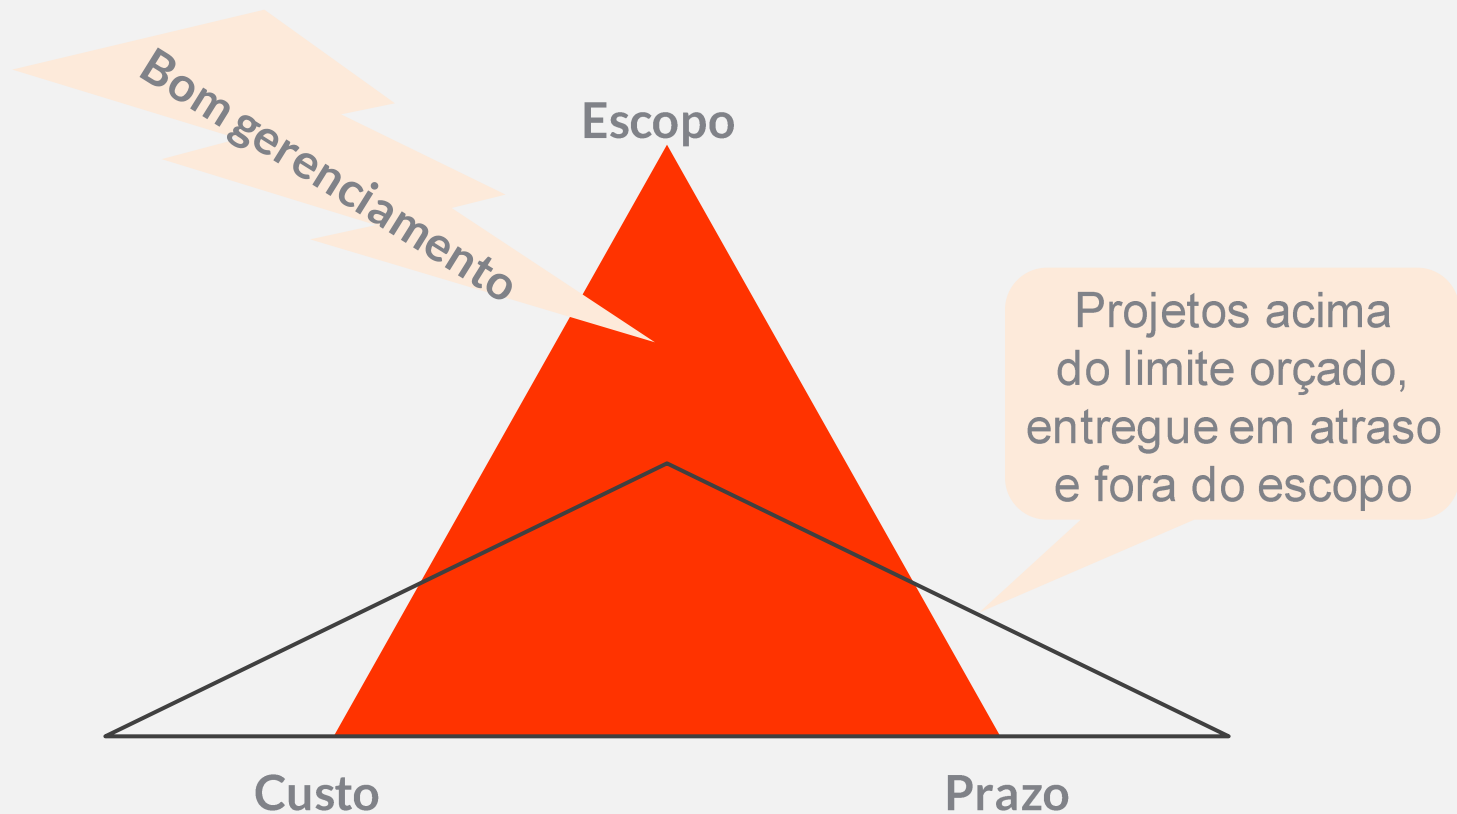 Bom gerenciamento
Escopo
Projetos acima
do limite orçado,
entregue em atraso
e fora do escopo
Custo
Prazo